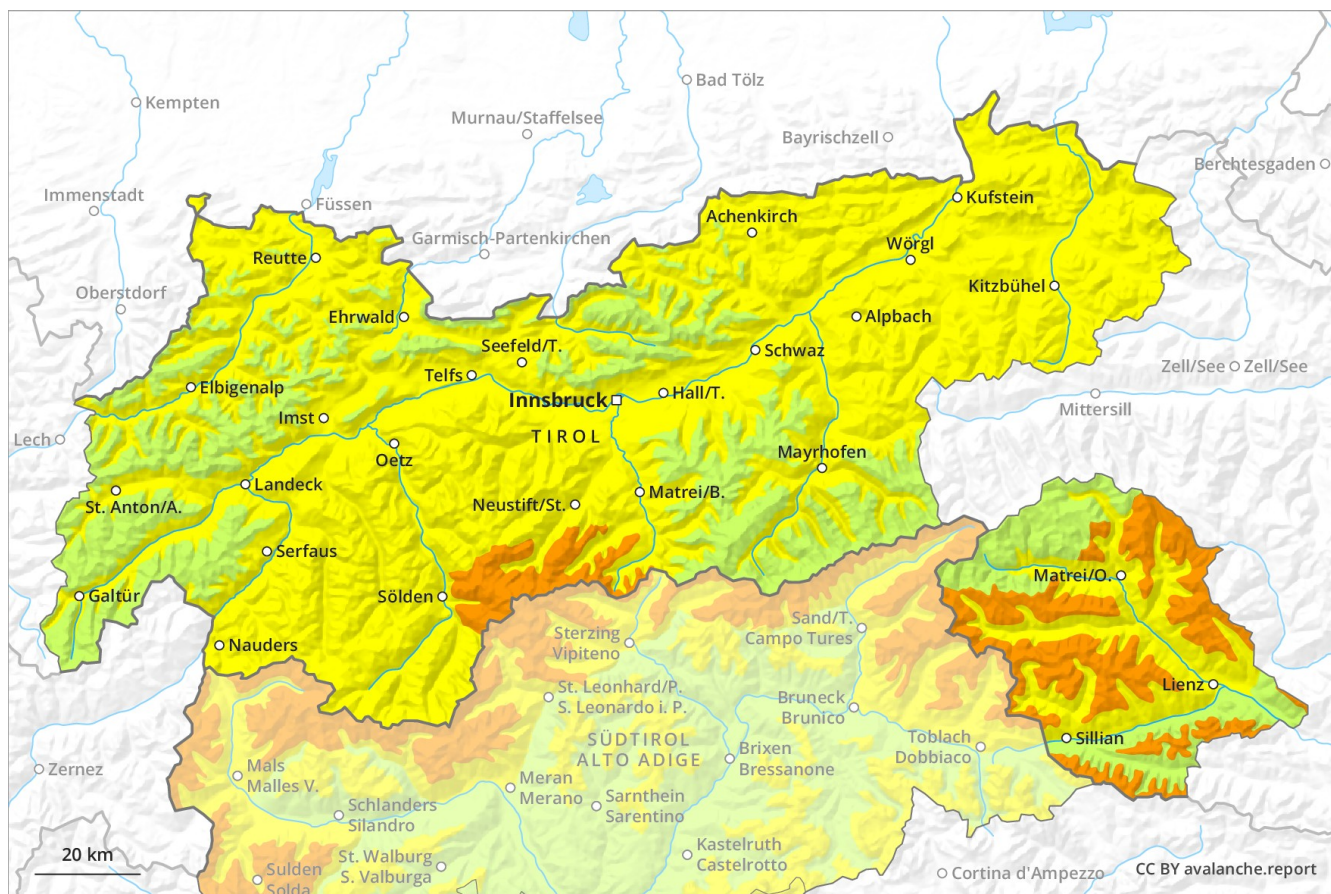 Bad Tölz
Kempten
Murnau/Staffelsee
Bayrischzell
Berchtesgaden
Immenstadt
Füssen
Kufstein
Achenkirch
Garmisch-Partenkirchen
Wörgl
Reutte
Kitzbühel
Oberstdorf
Ehrwald
Alpbach
Seefeld/T.
Schwaz
Telfs
Zell/See
Zell/See
Elbigenalp
Hall/T.
Innsbruck
Mittersill
Imst
TIROL
Lech
Oetz
Mayrhofen
Landeck
Matrei/B.
St. Anton/A.
Neustift/St.
Serfaus
Matrei/O.
Galtür
Sölden
Sand/T.
Campo Tures
Sterzing
Vipiteno
Nauders
Lienz
St. Leonhard/P.
S. Leonardo i. P.
Bruneck
Brunico
Sillian
Toblach
Dobbiaco
SÜDTIROL
ALTO ADIGE
Brixen
Bressanone
Zernez
Mals
Malles V.
Meran
Merano
Sarnthein
Sarentino
Schlanders
Silandro
Kastelruth
Castelrotto
20 km
St. Walburg
S. Valburga
Sulden
Solda
Cortina d'Ampezzo
CC BY avalanche.report